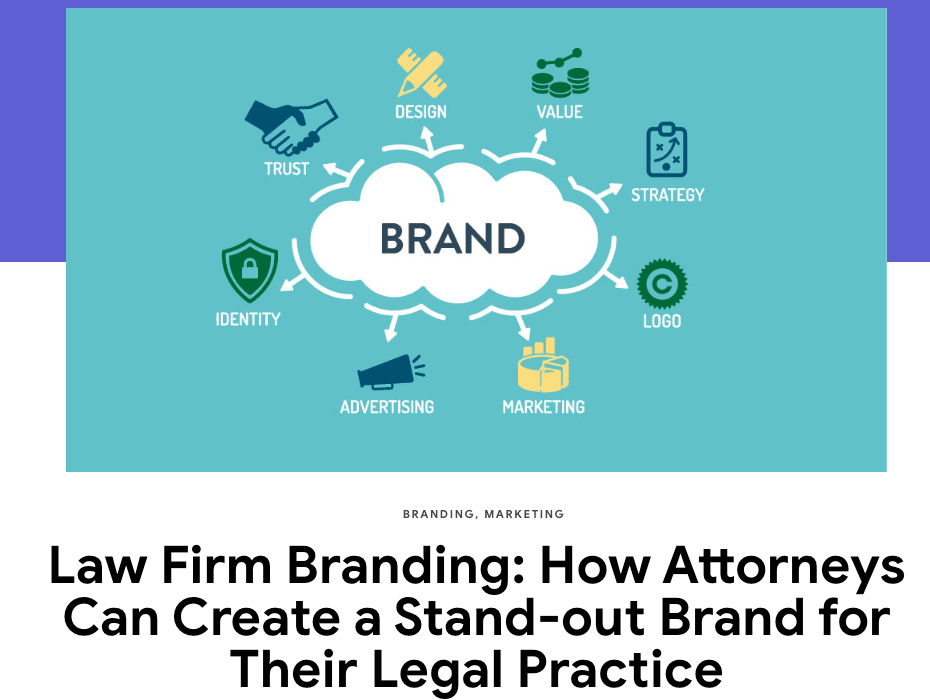 DESIGN
VALUE
TRUST
STRATEGY
BRAND
IDENTITY
LOGO
ADVERTISING
MARKETING
BRANDING, MARKETING
Law Firm Branding: How Attorneys
Can Create a Stand-out Brand for
Their Legal Practice